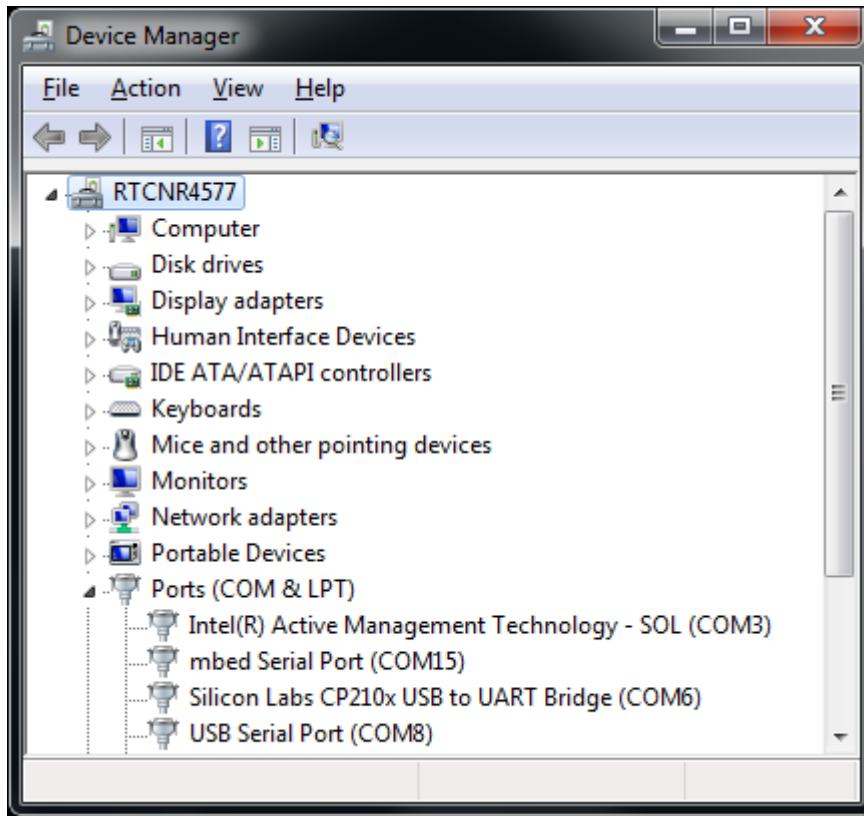 Device Manager
File Action View Help
RTCNR4577
Computer
Disk drives
Display adapters
Human Interface Devices
IDE ATA/ATAPI controllers
Keyboards
Mice and other pointing devices
Monitors
Network adapters
Portable Devices
Ports (COM & LPT)
Intel(R) Active Management Technology - SOL (COM3)
mbed Serial Port (COM15)
Silicon Labs CP210x USB to UART Bridge (COM6)
USB Serial Port (COM8)